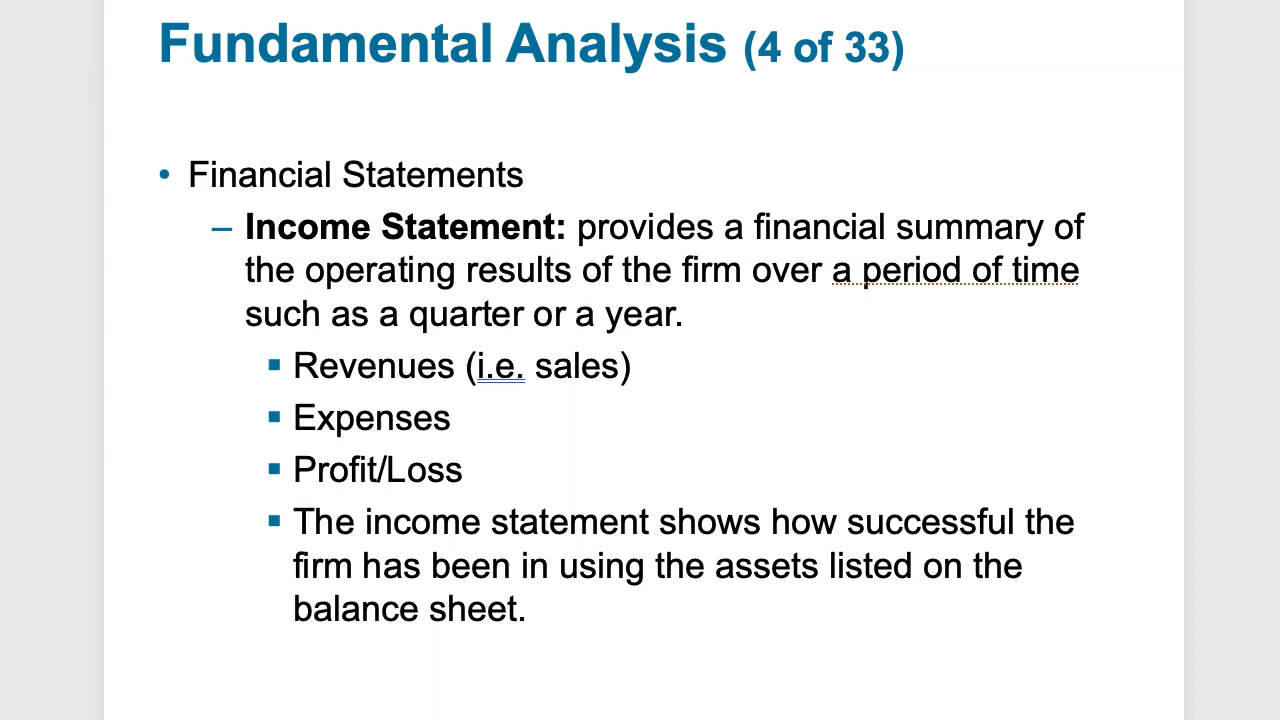 Fundamental Analysis (4 of 33)
• Financial Statements
– Income Statement: provides a financial summary of
the operating results of the firm over a period of time
such as a quarter or a year.
▪ Revenues (i.e. sales)
▪ Expenses
▪ Profit/Loss
▪ The income statement shows how successful the
firm has been in using the assets listed on the
balance sheet.